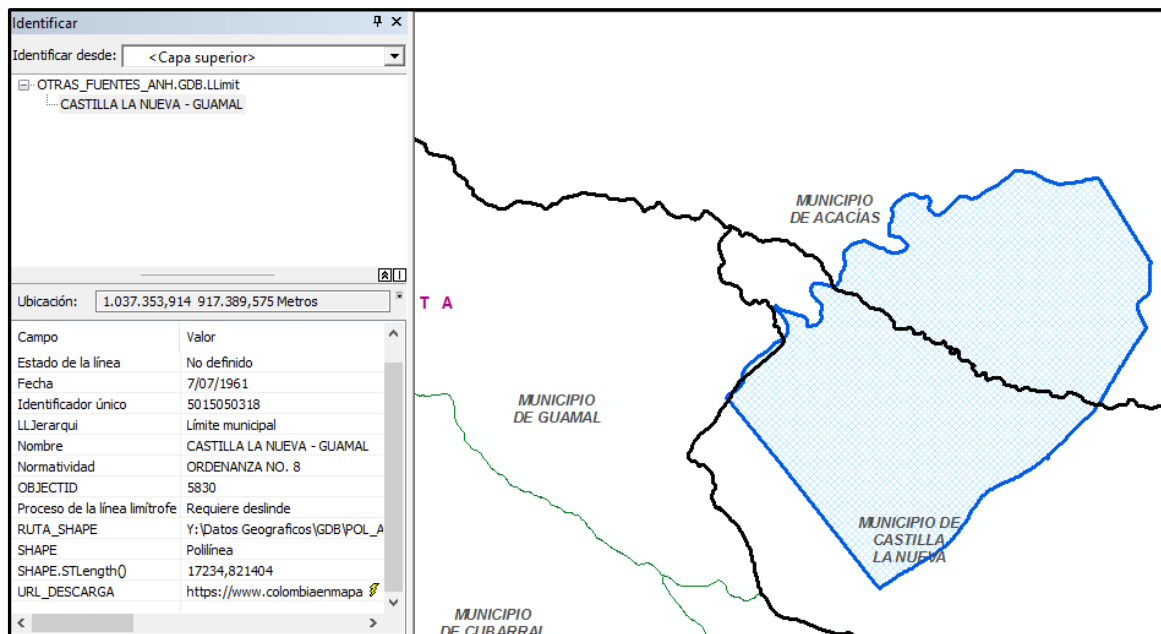 Identificar
Identificar desde: <Capa superior>
OTRAS_FUENTES_ANH.GDB.LLimit
CASTILLA LA NUEVA - GUAMAL
Ubicación: 1.037.353,914 917.389,575 Metros
Campo Valor
Estado de la línea No definido
Fecha 7/07/1961
Identificador único 5015050318
LLJerarqui Límite municipal
Nombre CASTILLA LA NUEVA - GUAMAL
Normatividad ORDENANZA NO. 8
OBJECTID 5830
Proceso de la línea limítrofe Requiere deslinde
RUTA_SHAPE Y:\Datos Geograficos\GDB\POL_A
SHAPE Polilínea
SHAPE.STLength() 17234,821404
URL_DESCARGA https://www.colombiaenmapa
MUNICIPIO
DE ACACÍAS
T A
MUNICIPIO
DE GUAMAL
MUNICIPIO DE
CASTILLA
LA NUEVA
MUNICIPIO
DE CUBARRAL